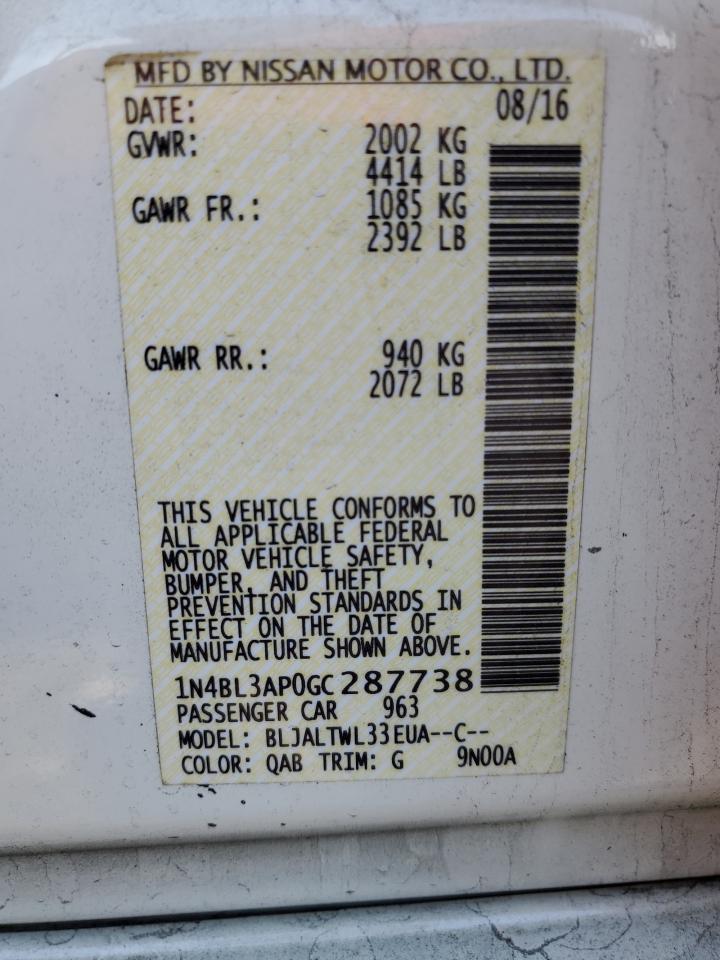 MFD BY NISSAN MOTOR CO., LTD.
DATE: 08/16
GVWR: 2002 KG
4414 LB
GAWR FR.: 1085 KG
2392 LB
GAWR RR.: 940 KG
2072 LB
THIS VEHICLE CONFORMS TO
ALL APPLICABLE FEDERAL
MOTOR VEHICLE SAFETY,
BUMPER, AND THEFT
PREVENTION STANDARDS IN
EFFECT ON THE DATE OF
MANUFACTURE SHOWN ABOVE.
1N4BL3AP0GC287738
PASSENGER CAR 963
MODEL: BLJALTWL33EUA--C--
COLOR: QAB TRIM: G 9N00A